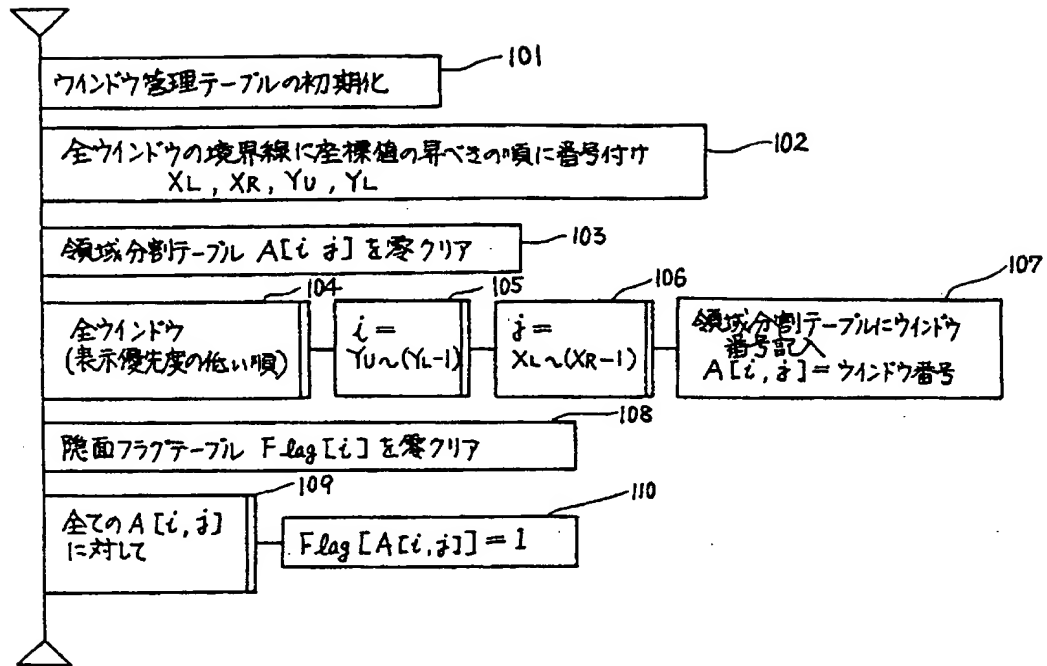 101
ウインドウ管理テーブルの初期化
102
全ウインドウの境界線に座標値の昇べきの順に番号付け
XL , XR , YU , YL
103
領域分割テーブル A[i j] を零クリア
104
全ウインドウ
(表示優先度の低い順)
105
i =
YU~(YL-1)
106
j =
XL~(XR-1)
107
領域分割テーブルにウインドウ
番号記入
A[i,j]=ウインドウ番号
108
隠面フラグテーブル Flag[i] を零クリア
109
全ての A[i,j]
に対して
110
Flag[A[i,j]]=1